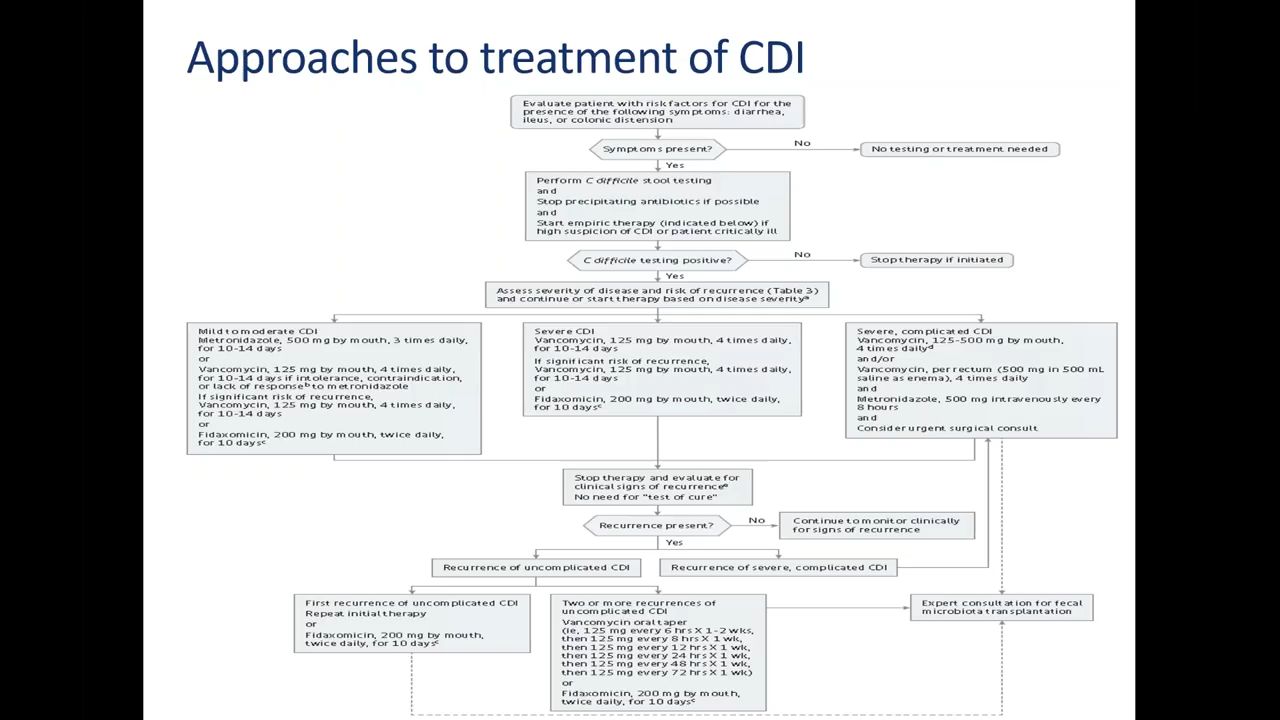 Approaches to treatment of CDI
Evaluate patient with risk factors for CDI for the
presence of the following symptoms: diarrhea,
ileus, or colonic distension
Symptoms present?
No
No testing or treatment needed
Yes
Perform C difficile stool testing
and
Stop precipitating antibiotics if possible
and
Start empiric therapy (indicated below) if
high suspicion of CDI or patient critically ill
C difficile testing positive?
No
Stop therapy if initiated
Yes
Assess severity of disease and risk of recurrence (Table 3)
and continue or start therapy based on disease severityᵃ
Mild to moderate CDI
Metronidazole, 500 mg by mouth, 3 times daily,
for 10-14 days
or
Vancomycin, 125 mg by mouth, 4 times daily,
for 10-14 days if intolerance, contraindication,
or lack of responseᵇ to metronidazole
If significant risk of recurrence,
Vancomycin, 125 mg by mouth, 4 times daily,
for 10-14 days
or
Fidaxomicin, 200 mg by mouth, twice daily,
for 10 daysᶜ
Severe CDI
Vancomycin, 125 mg by mouth, 4 times daily,
for 10-14 days
If significant risk of recurrence,
Vancomycin, 125 mg by mouth, 4 times daily,
for 10-14 days
or
Fidaxomicin, 200 mg by mouth, twice daily,
for 10 daysᶜ
Severe, complicated CDI
Vancomycin, 125-500 mg by mouth,
4 times dailyᵈ
and/or
Vancomycin, per rectum (500 mg in 500 mL
saline as enema), 4 times daily
and
Metronidazole, 500 mg intravenously every
8 hours
and
Consider urgent surgical consult
Stop therapy and evaluate for
clinical signs of recurrenceᵉ
No need for "test of cure"
Recurrence present?
No
Continue to monitor clinically
for signs of recurrence
Yes
Recurrence of uncomplicated CDI
Recurrence of severe, complicated CDI
First recurrence of uncomplicated CDI
Repeat initial therapy
or
Fidaxomicin, 200 mg by mouth,
twice daily, for 10 daysᶜ
Two or more recurrences of
uncomplicated CDI
Vancomycin oral taper
(ie, 125 mg every 6 hrs X 1-2 wks,
then 125 mg every 8 hrs X 1 wk,
then 125 mg every 12 hrs X 1 wk,
then 125 mg every 24 hrs X 1 wk,
then 125 mg every 48 hrs X 1 wk,
then 125 mg every 72 hrs X 1 wk)
or
Fidaxomicin, 200 mg by mouth,
twice daily, for 10 daysᶜ
Expert consultation for fecal
microbiota transplantation